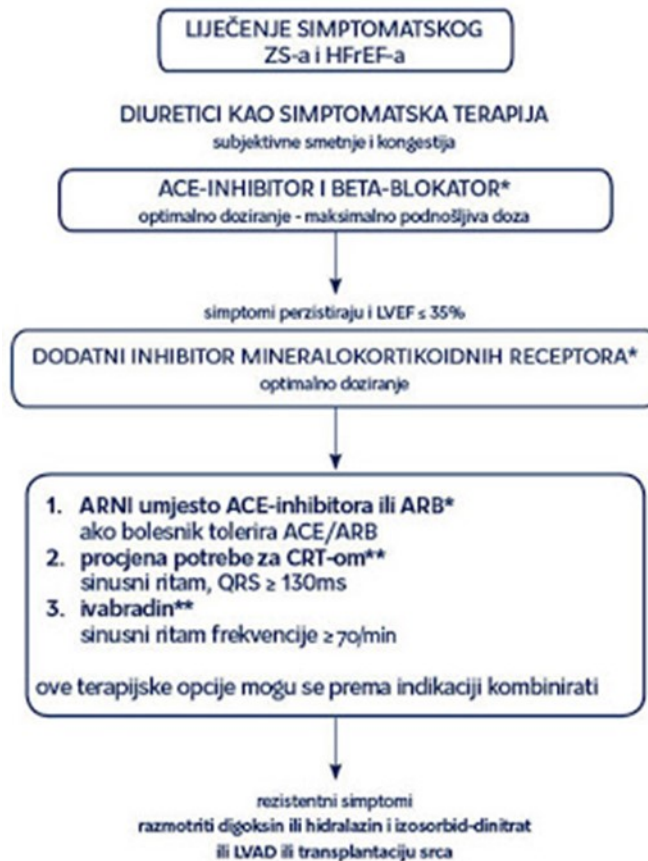 LIJEČENJE SIMPTOMATSKOG
ZS-a i HFrEF-a
DIURETICI KAO SIMPTOMATSKA TERAPIJA
subjektivne smetnje i kongestija
ACE-INHIBITOR I BETA-BLOKATOR*
optimalno doziranje - maksimalno podnošljiva doza
simptomi perzistiraju i LVEF ≤ 35%
DODATNI INHIBITOR MINERALOKORTIKOIDNIH RECEPTORA*
optimalno doziranje
1. ARNI umjesto ACE-inhibitora ili ARB*
ako bolesnik tolerira ACE/ARB
2. procjena potrebe za CRT-om**
sinusni ritam, QRS ≥ 130ms
3. ivabradin**
sinusni ritam frekvencije ≥ 70/min
ove terapijske opcije mogu se prema indikaciji kombinirati
rezistentni simptomi
razmotriti digoksin ili hidralazin i izosorbid-dinitrat
ili LVAD ili transplantaciju srca